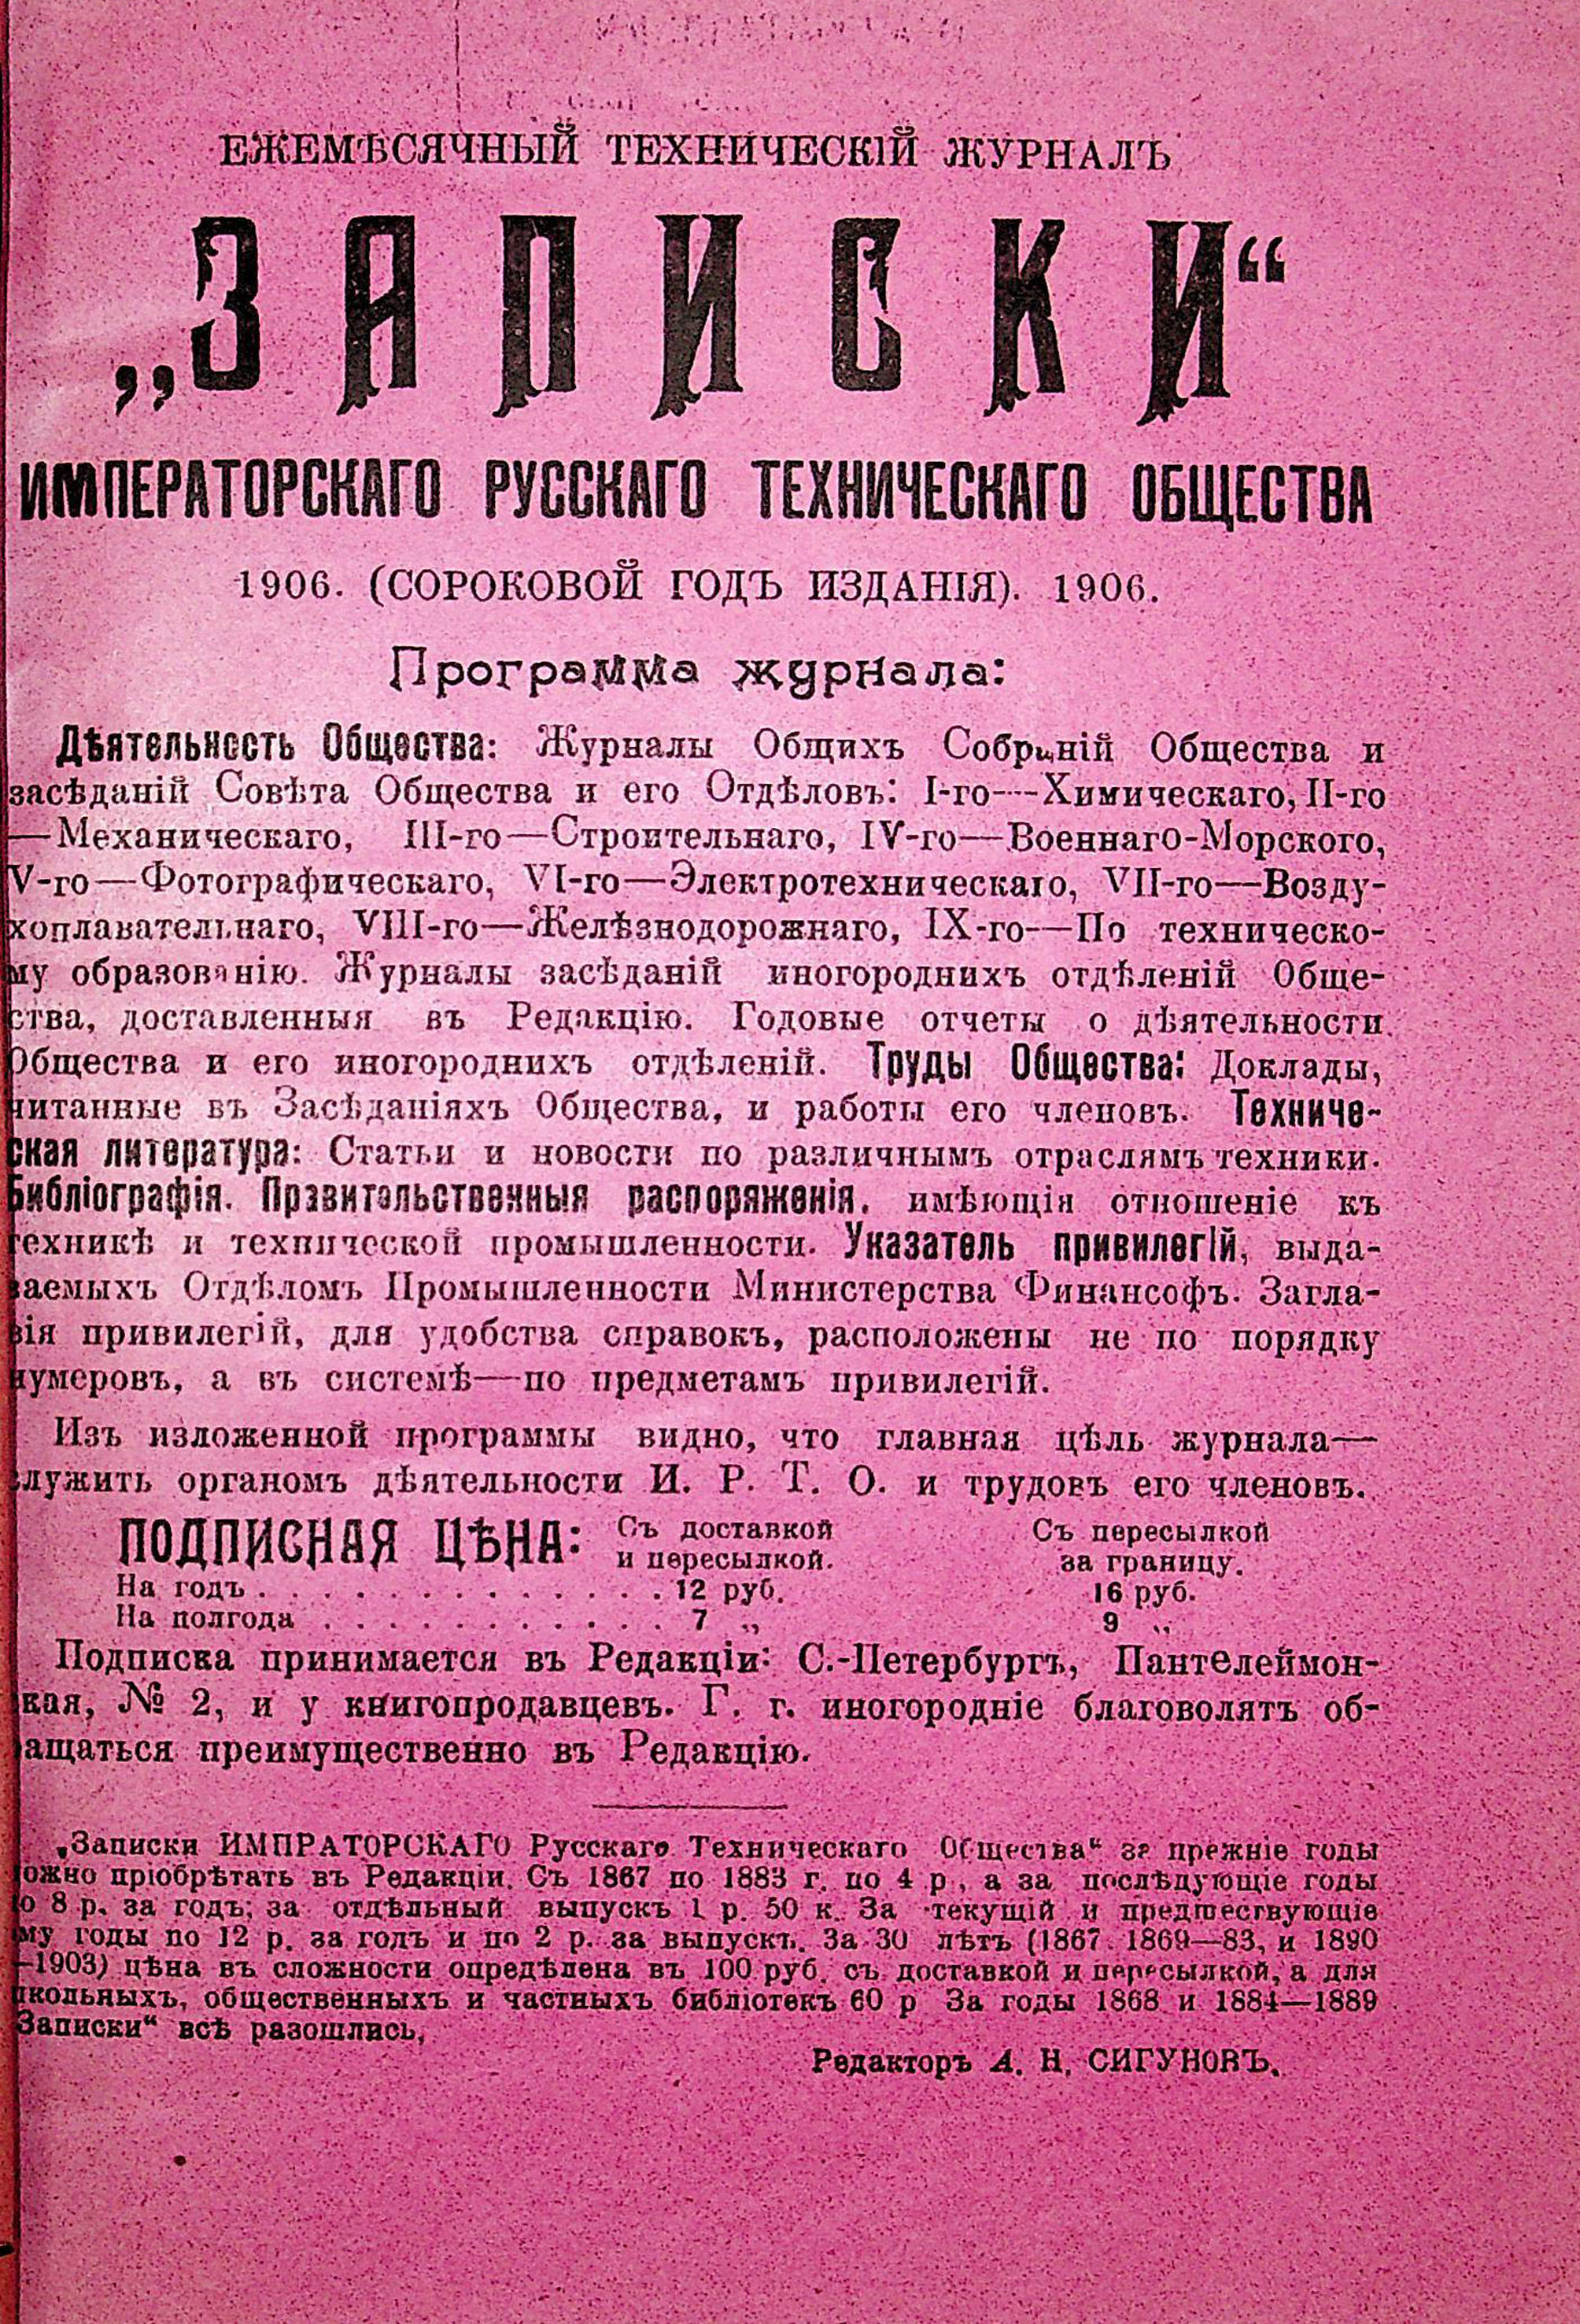 ЕЖЕМѢСЯЧНЫЙ ТЕХНИЧЕСКІЙ ЖУРНАЛЪ
„ЗАПИСКИ“
ИМПЕРАТОРСКАГО РУССКАГО ТЕХНИЧЕСКАГО ОБЩЕСТВА
1906. (СОРОКОВОЙ ГОДЪ ИЗДАНІЯ). 1906.
Программа журнала:
Дѣятельность Общества: Журналы Общихъ Собраній Общества и
засѣданій Совѣта Общества и его Отдѣловъ: I-го—Химическаго, II-го
—Механическаго, III-го—Строительнаго, IV-го—Военнаго-Морского,
V-го—Фотографическаго, VI-го—Электротехническаго, VII-го—Возду-
хоплавательнаго, VIII-го—Желѣзнодорожнаго, IX-го—По техническо-
му образованію. Журналы засѣданій иногороднихъ отдѣленій Обще-
ства, доставленныя въ Редакцію. Годовые отчеты о дѣятельности
Общества и его иногороднихъ отдѣленій. Труды Общества: Доклады,
читанные въ Засѣданіяхъ Общества, и работы его членовъ. Техниче-
ская литература: Статьи и новости по различнымъ отраслямъ техники.
Библіографія. Правительственныя распоряженія, имѣющія отношеніе къ
техникѣ и технической промышленности. Указатель привилегій, выда-
ваемыхъ Отдѣломъ Промышленности Министерства Финансофъ. Загла-
вія привилегій, для удобства справокъ, расположены не по порядку
нумеровъ, а въ системѣ—по предметамъ привилегій.
Изъ изложенной программы видно, что главная цѣль журнала—
служить органомъ дѣятельности И. Р. Т. О. и трудовъ его членовъ.
ПОДПИСНАЯ ЦѢНА: Съ доставкой и пересылкой. Съ пересылкой за границу.
На годъ . . . . . . . . . . . . . . 12 руб. 16 руб.
На полгода . . . . . . . . . . . . 7 „ 9 „
Подписка принимается въ Редакціи: С.-Петербургъ, Пантелеймон-
ская, № 2, и у книгопродавцевъ. Г. г. иногородніе благоволятъ об-
ращаться преимущественно въ Редакцію.
„Записки ИМПРАТОРСКАГО Русскаго Техническаго Общества“ за прежніе годы
можно пріобрѣтать въ Редакціи. Съ 1867 по 1883 г. по 4 р., а за послѣдующіе годы
по 8 р. за годъ; за отдѣльный выпускъ 1 р. 50 к. За текущій и предшествующіе
му годы по 12 р. за годъ и по 2 р. за выпускъ. За 30 лѣтъ (1867. 1869—83, и 1890
—1903) цѣна въ сложности опредѣлена въ 100 руб. съ доставкой и пересылкой, а для
школьныхъ, общественныхъ и частныхъ библіотекъ 60 р За годы 1868 и 1884—1889
Записки“ всѣ разошлись,
Редакторъ А. Н. СИГУНОВЪ.